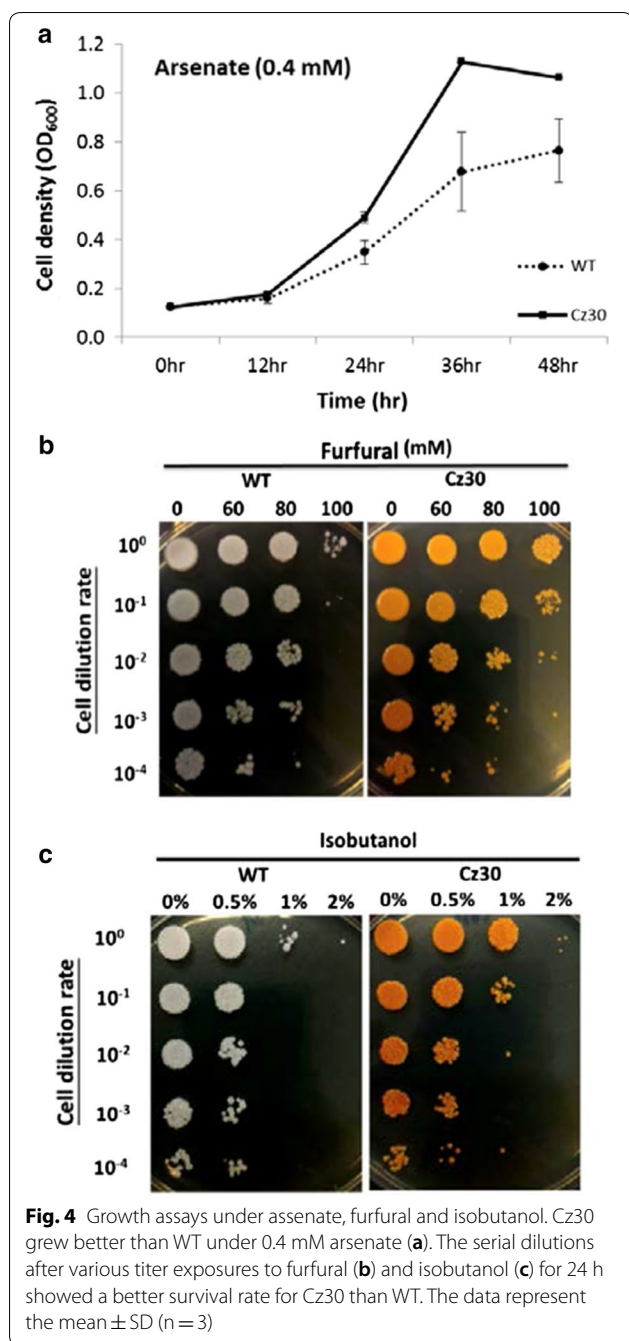 a
1.2
1.0
0.8
0.6
0.4
0.2
0.0
Cell density (OD₆₀₀)
Arsenate (0.4 mM)
WT
Cz30
0hr 12hr 24hr 36hr 48hr
Time (hr)
b
Furfural (mM)
WT Cz30
0 60 80 100 0 60 80 100
Cell dilution rate
10⁰
10⁻¹
10⁻²
10⁻³
10⁻⁴
c
Isobutanol
WT Cz30
0% 0.5% 1% 2% 0% 0.5% 1% 2%
Cell dilution rate
10⁰
10⁻¹
10⁻²
10⁻³
10⁻⁴
Fig. 4 Growth assays under assenate, furfural and isobutanol. Cz30
grew better than WT under 0.4 mM arsenate (a). The serial dilutions
after various titer exposures to furfural (b) and isobutanol (c) for 24 h
showed a better survival rate for Cz30 than WT. The data represent
the mean ± SD (n = 3)